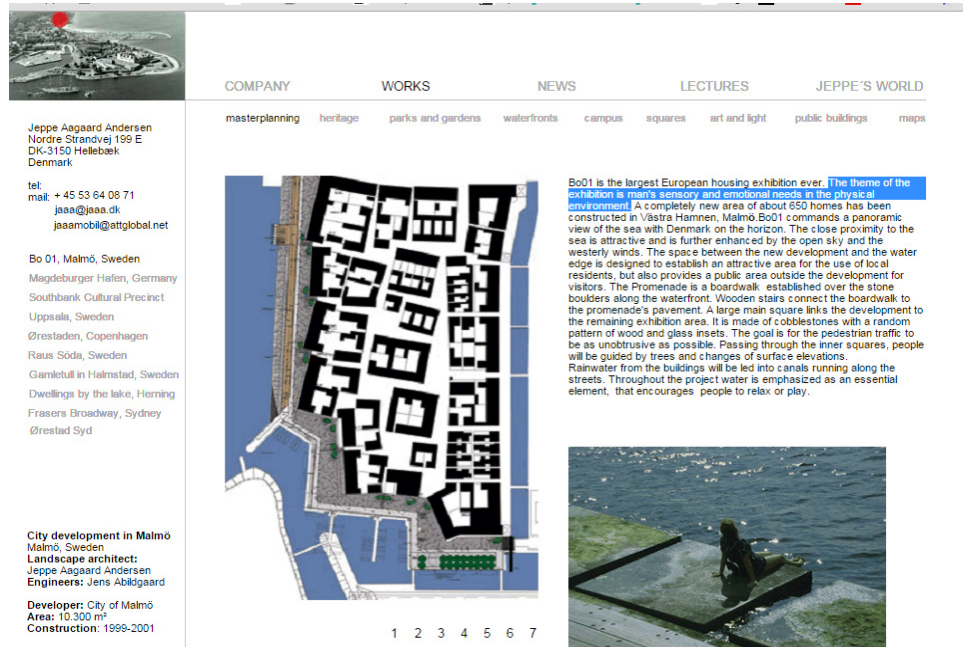 COMPANY WORKS NEWS LECTURES JEPPE´S WORLD
masterplanning heritage parks and gardens waterfronts campus squares art and light public buildings maps
Jeppe Aagaard Andersen
Nordre Strandvej 199 E
DK-3150 Hellebæk
Denmark
tel:
mail: + 45 53 64 08 71
jaaa@jaaa.dk
jaaamobil@attglobal.net
Bo 01, Malmö, Sweden
Magdeburger Hafen, Germany
Southbank Cultural Precinct
Uppsala, Sweden
Ørestaden, Copenhagen
Raus Söda, Sweden
Gamletull in Halmstad, Sweden
Dwellings by the lake, Herning
Frasers Broadway, Sydney
Ørestad Syd
City development in Malmö
Malmö, Sweden
Landscape architect:
Jeppe Aagaard Andersen
Engineers: Jens Abildgaard
Developer: City of Malmö
Area: 10.300 m²
Construction: 1999-2001
Bo01 is the largest European housing exhibition ever. The theme of the
exhibition is man's sensory and emotional needs in the physical
environment. A completely new area of about 650 homes has been
constructed in Västra Hamnen, Malmö.Bo01 commands a panoramic
view of the sea with Denmark on the horizon. The close proximity to the
sea is attractive and is further enhanced by the open sky and the
westerly winds. The space between the new development and the water
edge is designed to establish an attractive area for the use of local
residents, but also provides a public area outside the development for
visitors. The Promenade is a boardwalk established over the stone
boulders along the waterfront. Wooden stairs connect the boardwalk to
the promenade's pavement. A large main square links the development to
the remaining exhibition area. It is made of cobblestones with a random
pattern of wood and glass insets. The goal is for the pedestrian traffic to
be as unobtrusive as possible. Passing through the inner squares, people
will be guided by trees and changes of surface elevations.
Rainwater from the buildings will be led into canals running along the
streets. Throughout the project water is emphasized as an essential
element, that encourages people to relax or play.
1 2 3 4 5 6 7